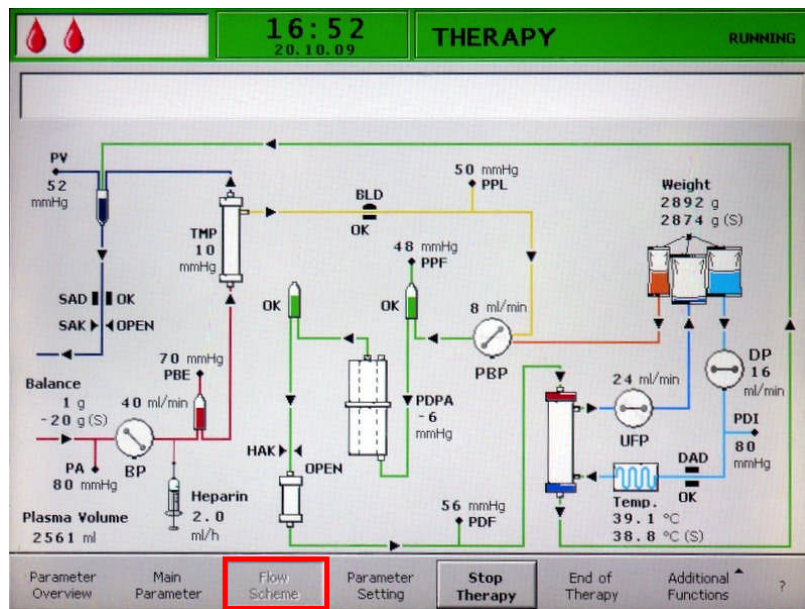 16:52
20.10.09
THERAPY
RUNNING
PV
52
mmHg
50 mmHg
PPL
BLD
OK
Weight
2892 g
2874 g (S)
TMP
10
mmHg
48 mmHg
PPF
SAD OK
SAK OPEN
OK
OK
8 ml/min
PBP
70 mmHg
PBE
DP
16
ml/min
24 ml/min
UFP
Balance
1 g
-20 g (S)
40 ml/min
BP
PA
80 mmHg
PDPA
-6
mmHg
PDI
80
mmHg
HAK OPEN
DAD
OK
Heparin
2.0
ml/h
56 mmHg
PDF
Temp.
39.1 °C
38.8 °C (S)
Plasma Volume
2561 ml
Parameter Overview
Main Parameter
Flow Scheme
Parameter Setting
Stop Therapy
End of Therapy
Additional Functions
?